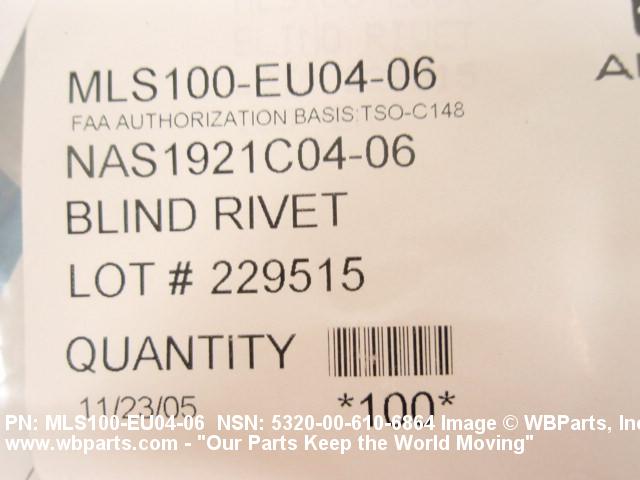 MLS100-EU04-06
FAA AUTHORIZATION BASIS:TSO-C148
NAS1921C04-06
BLIND RIVET
LOT # 229515
QUANTITY
*100*
11/23/05
PN: MLS100-EU04-06 NSN: 5320-00-610-6864 Image © WBParts, Inc
www.wbparts.com - "Our Parts Keep the World Moving"